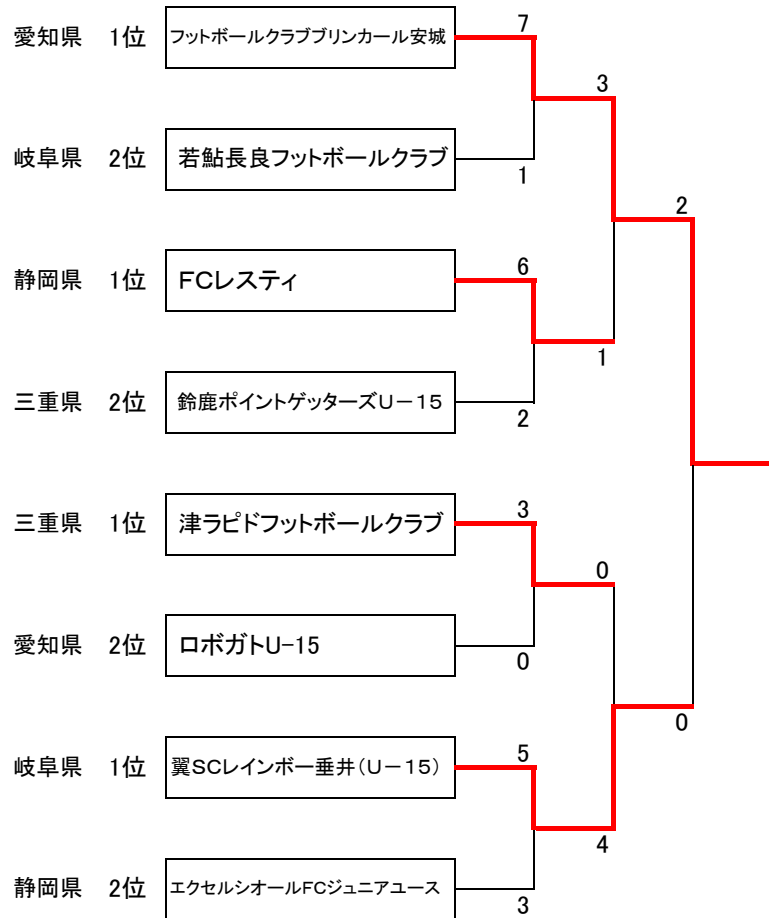 愛知県 1位 フットボールクラブブリンカール安城 7
3
岐阜県 2位 若鮎長良フットボールクラブ 1
2
静岡県 1位 FCレスティ 6
1
三重県 2位 鈴鹿ポイントゲッターズU－15 2
三重県 1位 津ラピドフットボールクラブ 3
0
愛知県 2位 ロボガトU-15 0
0
岐阜県 1位 翼SCレインボー垂井(U－15) 5
4
静岡県 2位 エクセルシオールFCジュニアユース 3